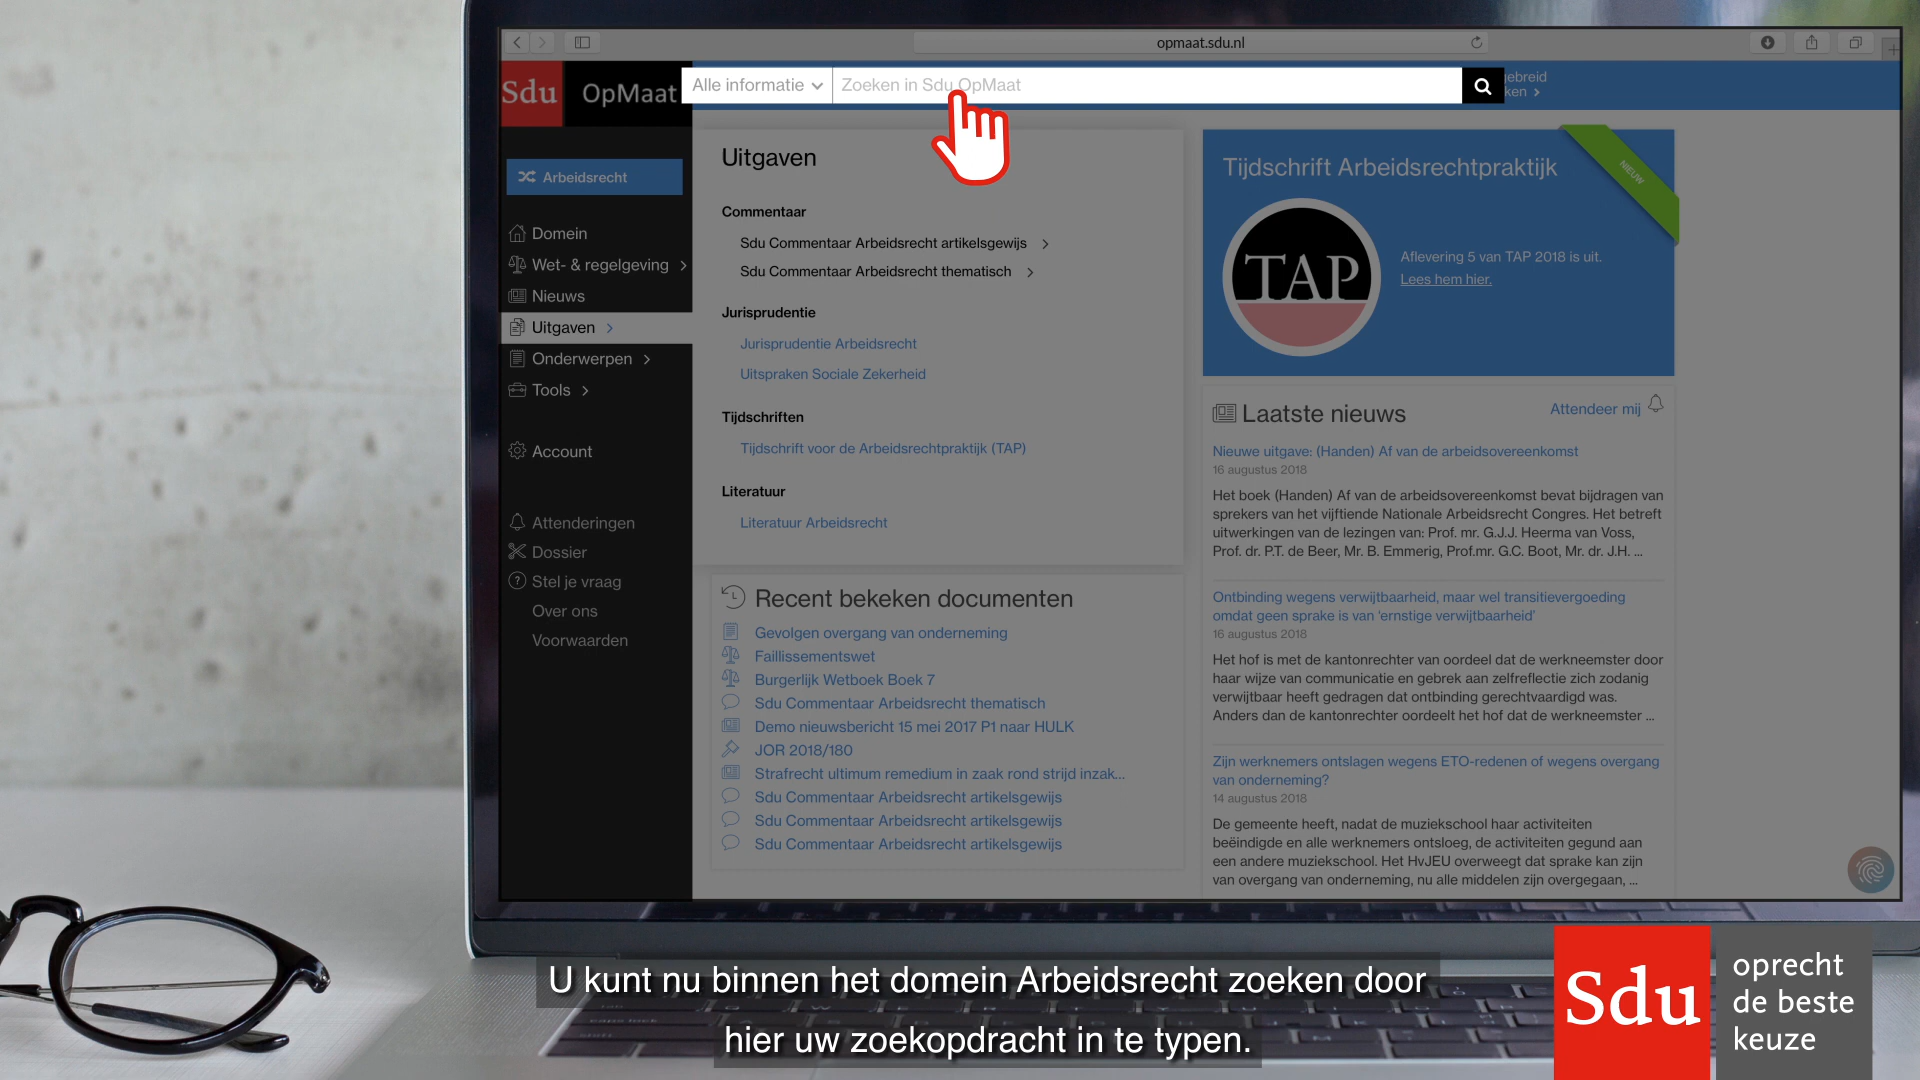 opmaat.sdu.nl
Sdu OpMaat
Alle informatie
Zoeken in Sdu OpMaat
gebreid
ken
Arbeidsrecht
Domein
Wet- & regelgeving
Nieuws
Uitgaven
Onderwerpen
Tools
Account
Attenderingen
Dossier
Stel je vraag
Over ons
Voorwaarden
Uitgaven
Commentaar
Sdu Commentaar Arbeidsrecht artikelsgewijs
Sdu Commentaar Arbeidsrecht thematisch
Jurisprudentie
Jurisprudentie Arbeidsrecht
Uitspraken Sociale Zekerheid
Tijdschriften
Tijdschrift voor de Arbeidsrechtpraktijk (TAP)
Literatuur
Literatuur Arbeidsrecht
Recent bekeken documenten
Gevolgen overgang van onderneming
Faillissementswet
Burgerlijk Wetboek Boek 7
Sdu Commentaar Arbeidsrecht thematisch
Demo nieuwsbericht 15 mei 2017 P1 naar HULK
JOR 2018/180
Strafrecht ultimum remedium in zaak rond strijd inzak...
Sdu Commentaar Arbeidsrecht artikelsgewijs
Sdu Commentaar Arbeidsrecht artikelsgewijs
Sdu Commentaar Arbeidsrecht artikelsgewijs
Tijdschrift Arbeidsrechtpraktijk
NIEUW
TAP
Aflevering 5 van TAP 2018 is uit.
Lees hem hier.
Laatste nieuws
Attendeer mij
Nieuwe uitgave: (Handen) Af van de arbeidsovereenkomst
16 augustus 2018
Het boek (Handen) Af van de arbeidsovereenkomst bevat bijdragen van
sprekers van het vijftiende Nationale Arbeidsrecht Congres. Het betreft
uitwerkingen van de lezingen van: Prof. mr. G.J.J. Heerma van Voss,
Prof. dr. P.T. de Beer, Mr. B. Emmerig, Prof.mr. G.C. Boot, Mr. dr. J.H. ...
Ontbinding wegens verwijtbaarheid, maar wel transitievergoeding
omdat geen sprake is van ‘ernstige verwijtbaarheid’
16 augustus 2018
Het hof is met de kantonrechter van oordeel dat de werkneemster door
haar wijze van communicatie en gebrek aan zelfreflectie zich zodanig
verwijtbaar heeft gedragen dat ontbinding gerechtvaardigd was.
Anders dan de kantonrechter oordeelt het hof dat de werkneemster ...
Zijn werknemers ontslagen wegens ETO-redenen of wegens overgang
van onderneming?
14 augustus 2018
De gemeente heeft, nadat de muziekschool haar activiteiten
beëindigde en alle werknemers ontsloeg, de activiteiten gegund aan
een andere muziekschool. Het HvJEU overweegt dat sprake kan zijn
van overgang van onderneming, nu alle middelen zijn overgegaan, ...
U kunt nu binnen het domein Arbeidsrecht zoeken door
hier uw zoekopdracht in te typen.
Sdu
oprecht
de beste
keuze